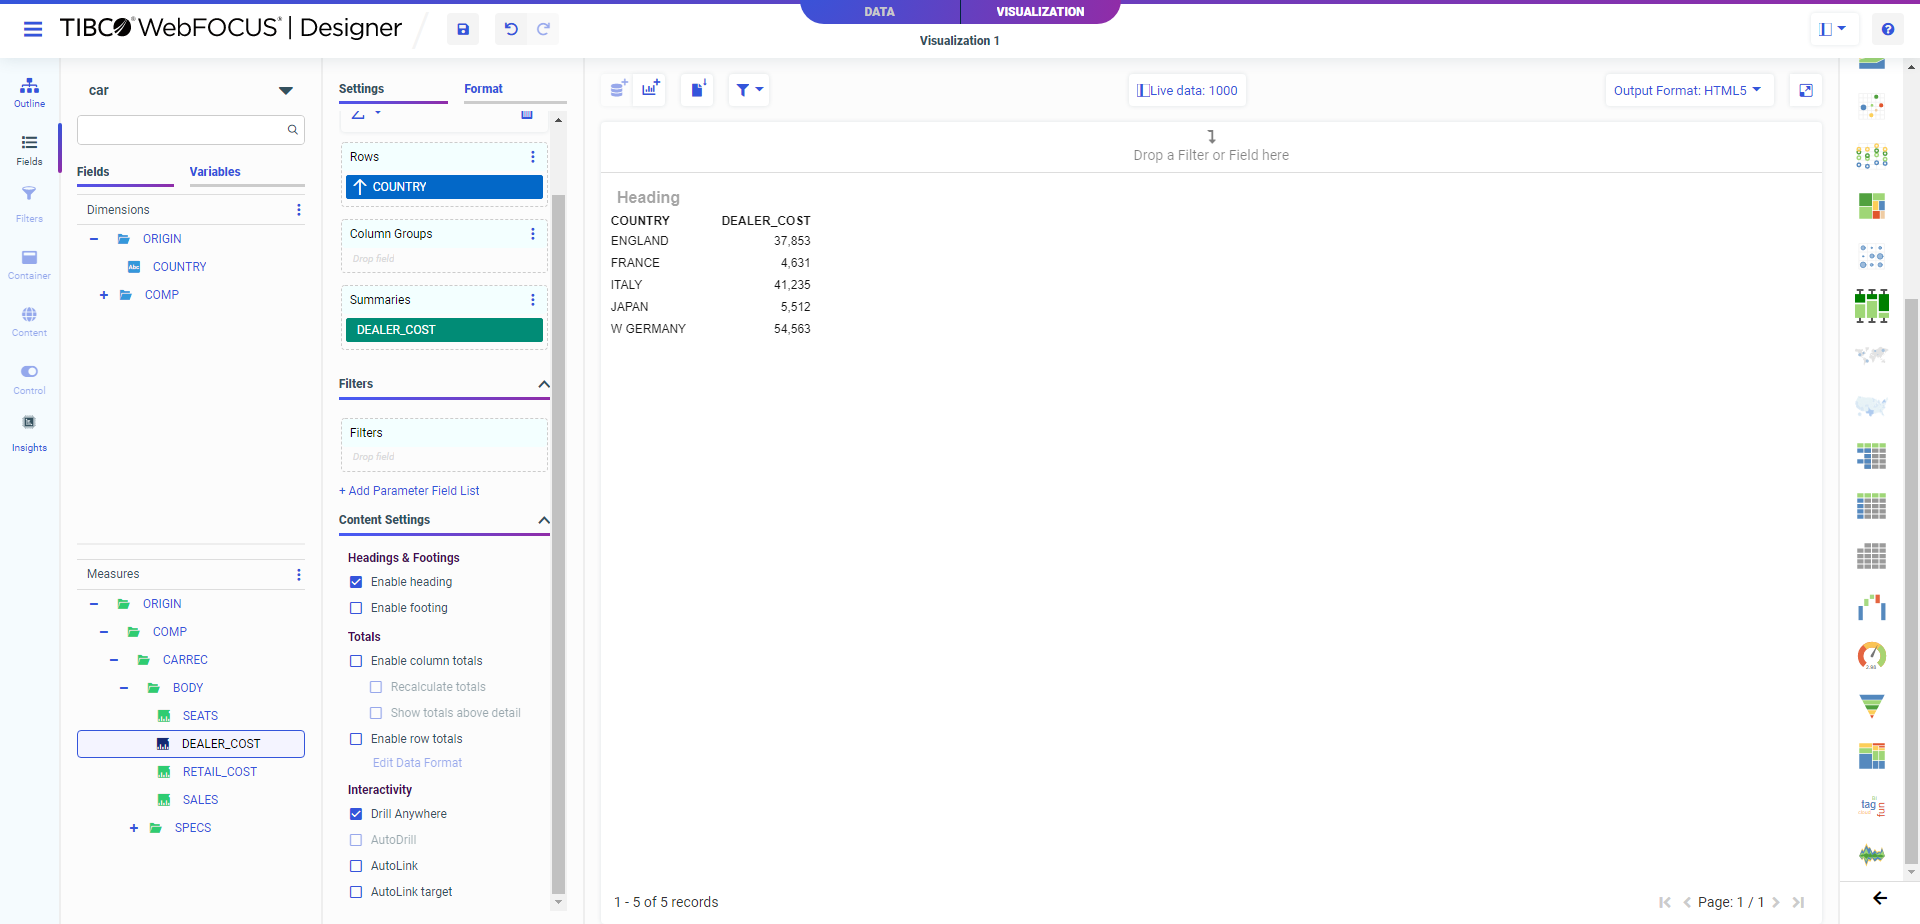 TIBCO WebFOCUS | Designer
DATA
VISUALIZATION
Visualization 1
Outline
Fields
Filters
Container
Content
Control
Insights
car
Fields
Variables
Dimensions
ORIGIN
Abc COUNTRY
COMP
Measures
ORIGIN
COMP
CARREC
BODY
SEATS
DEALER_COST
RETAIL_COST
SALES
SPECS
Settings
Format
Rows
COUNTRY
Column Groups
Drop field
Summaries
DEALER_COST
Filters
Filters
Drop field
+ Add Parameter Field List
Content Settings
Headings & Footings
Enable heading
Enable footing
Totals
Enable column totals
Recalculate totals
Show totals above detail
Enable row totals
Edit Data Format
Interactivity
Drill Anywhere
AutoDrill
AutoLink
AutoLink target
Live data: 1000
Output Format: HTML5
Drop a Filter or Field here
Heading
COUNTRY DEALER_COST
ENGLAND 37,853
FRANCE 4,631
ITALY 41,235
JAPAN 5,512
W GERMANY 54,563
1 - 5 of 5 records
Page: 1 / 1
2.98
tag
fun